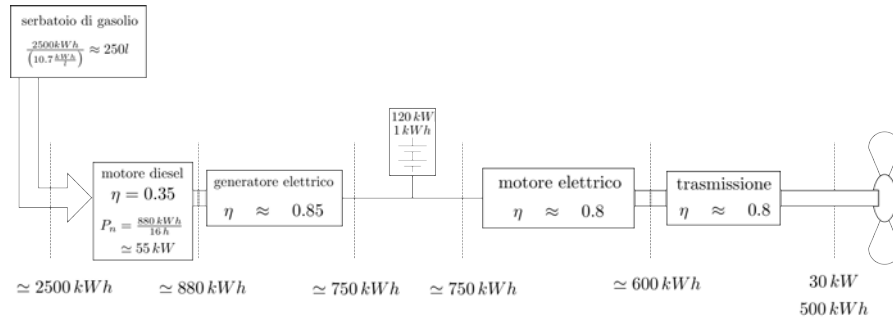 serbatoio di gasolio
2500kWh / (10.7 kWh/l) ≈ 250l
120 kW
1 kWh
motore diesel
η = 0.35
Pn = 880 kWh / 16 h
≃ 55 kW
generatore elettrico
η ≈ 0.85
motore elettrico
η ≈ 0.8
trasmissione
η ≈ 0.8
≃ 2500 kWh ≃ 880 kWh ≃ 750 kWh ≃ 750 kWh ≃ 600 kWh 30 kW
500 kWh